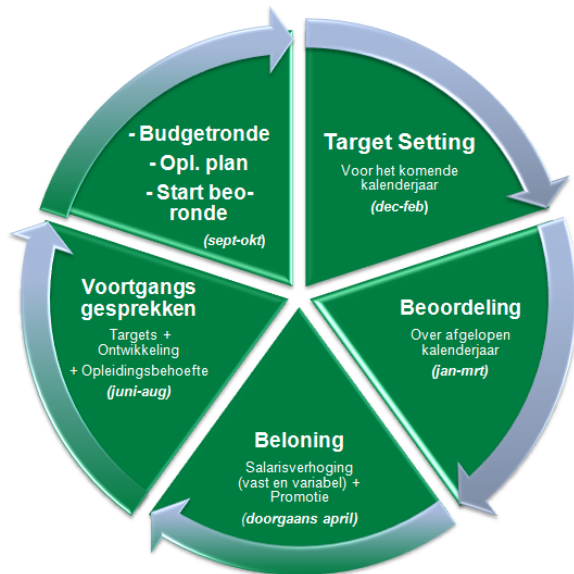 - Budgetronde
- Opl. plan
- Start beo-
ronde
(sept-okt)
Target Setting
Voor het komende
kalenderjaar
(dec-feb)
Beoordeling
Over afgelopen
kalenderjaar
(jan-mrt)
Beloning
Salarisverhoging
(vast en variabel) +
Promotie
(doorgaans april)
Voortgangs
gesprekken
Targets +
Ontwikkeling
+ Opleidingsbehoefte
(juni-aug)